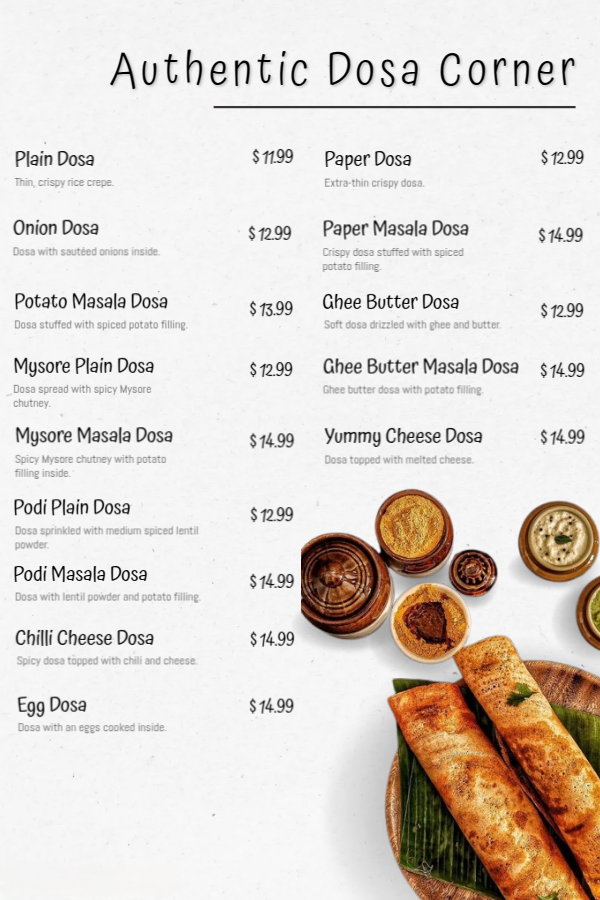 Authentic Dosa Corner
Plain Dosa $ 11.99
Thin, crispy rice crepe.
Onion Dosa $ 12.99
Dosa with sautéed onions inside.
Potato Masala Dosa $ 13.99
Dosa stuffed with spiced potato filling.
Mysore Plain Dosa $ 12.99
Dosa spread with spicy Mysore
chutney.
Mysore Masala Dosa $ 14.99
Spicy Mysore chutney with potato
filling inside.
Podi Plain Dosa $ 12.99
Dosa sprinkled with medium spiced lentil
powder.
Podi Masala Dosa $ 14.99
Dosa with lentil powder and potato filling.
Chilli Cheese Dosa $ 14.99
Spicy dosa topped with chili and cheese.
Egg Dosa $ 14.99
Dosa with an eggs cooked inside.
Paper Dosa $ 12.99
Extra-thin crispy dosa.
Paper Masala Dosa $ 14.99
Crispy dosa stuffed with spiced
potato filling.
Ghee Butter Dosa $ 12.99
Soft dosa drizzled with ghee and butter.
Ghee Butter Masala Dosa $ 14.99
Ghee butter dosa with potato filling.
Yummy Cheese Dosa $ 14.99
Dosa topped with melted cheese.